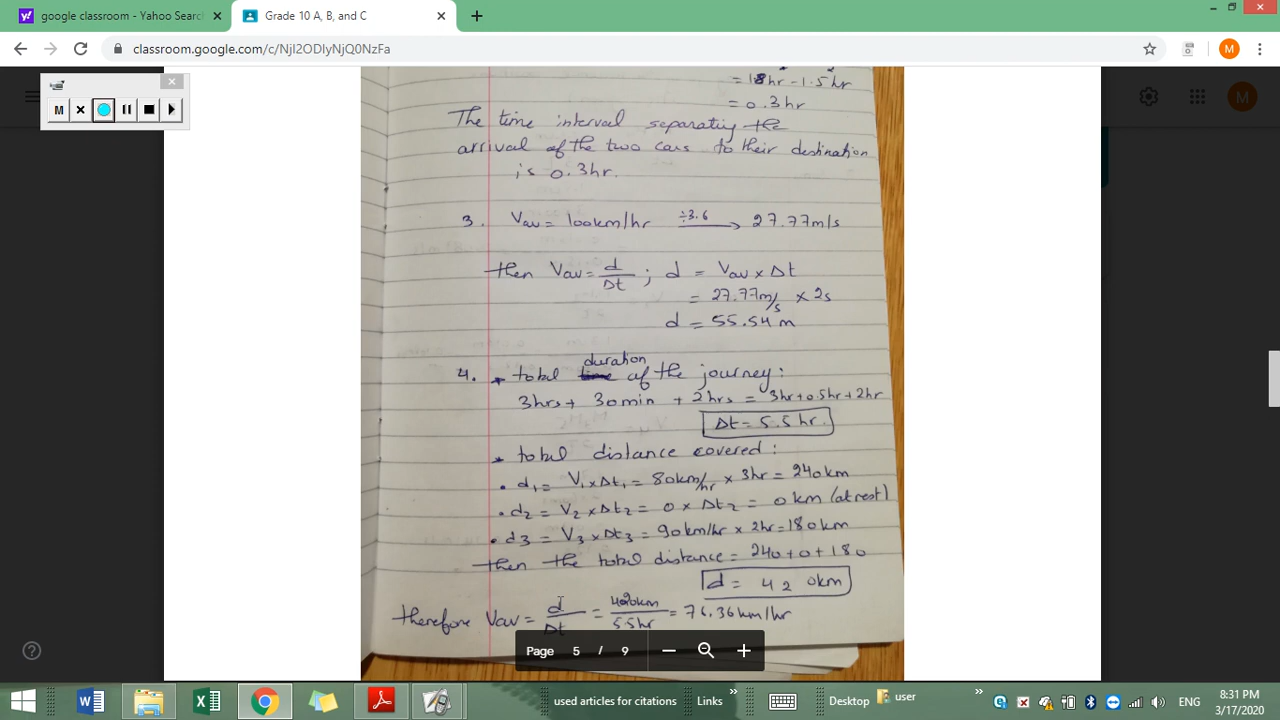 google classroom - Yahoo Searc
Grade 10 A, B, and C
classroom.google.com/c/NjI2ODIyNjQ0NzFa
M
M
M
= 1.8hr - 1.5hr
= 0.3hr
The time interval separating the
arrival of the two cars to their destination
is 0.3hr.
3. Vav = 100km/hr ÷3.6 → 27.77m/s
then Vav = d/Δt ; d = Vav × Δt
= 27.77m/s × 2s
d = 55.54m
duration
4. * total time of the journey:
3hrs + 30min + 2hrs = 3hr+0.5hr+2hr
Δt = 5.5hr.
* total distance covered:
• d1 = V1×Δt1 = 80km/hr × 3hr = 240km
• d2 = V2×Δt2 = 0 × Δt2 = 0km (at rest)
• d3 = V3×Δt3 = 90km/hr × 2hr = 180km
then the total distance = 240+0+180
d = 420km
therefore Vav = d/Δt = 420km/5.5hr = 76.36km/hr
Page 5 / 9
used articles for citations
Links
»
Desktop
user
»
ENG
8:31 PM
3/17/2020